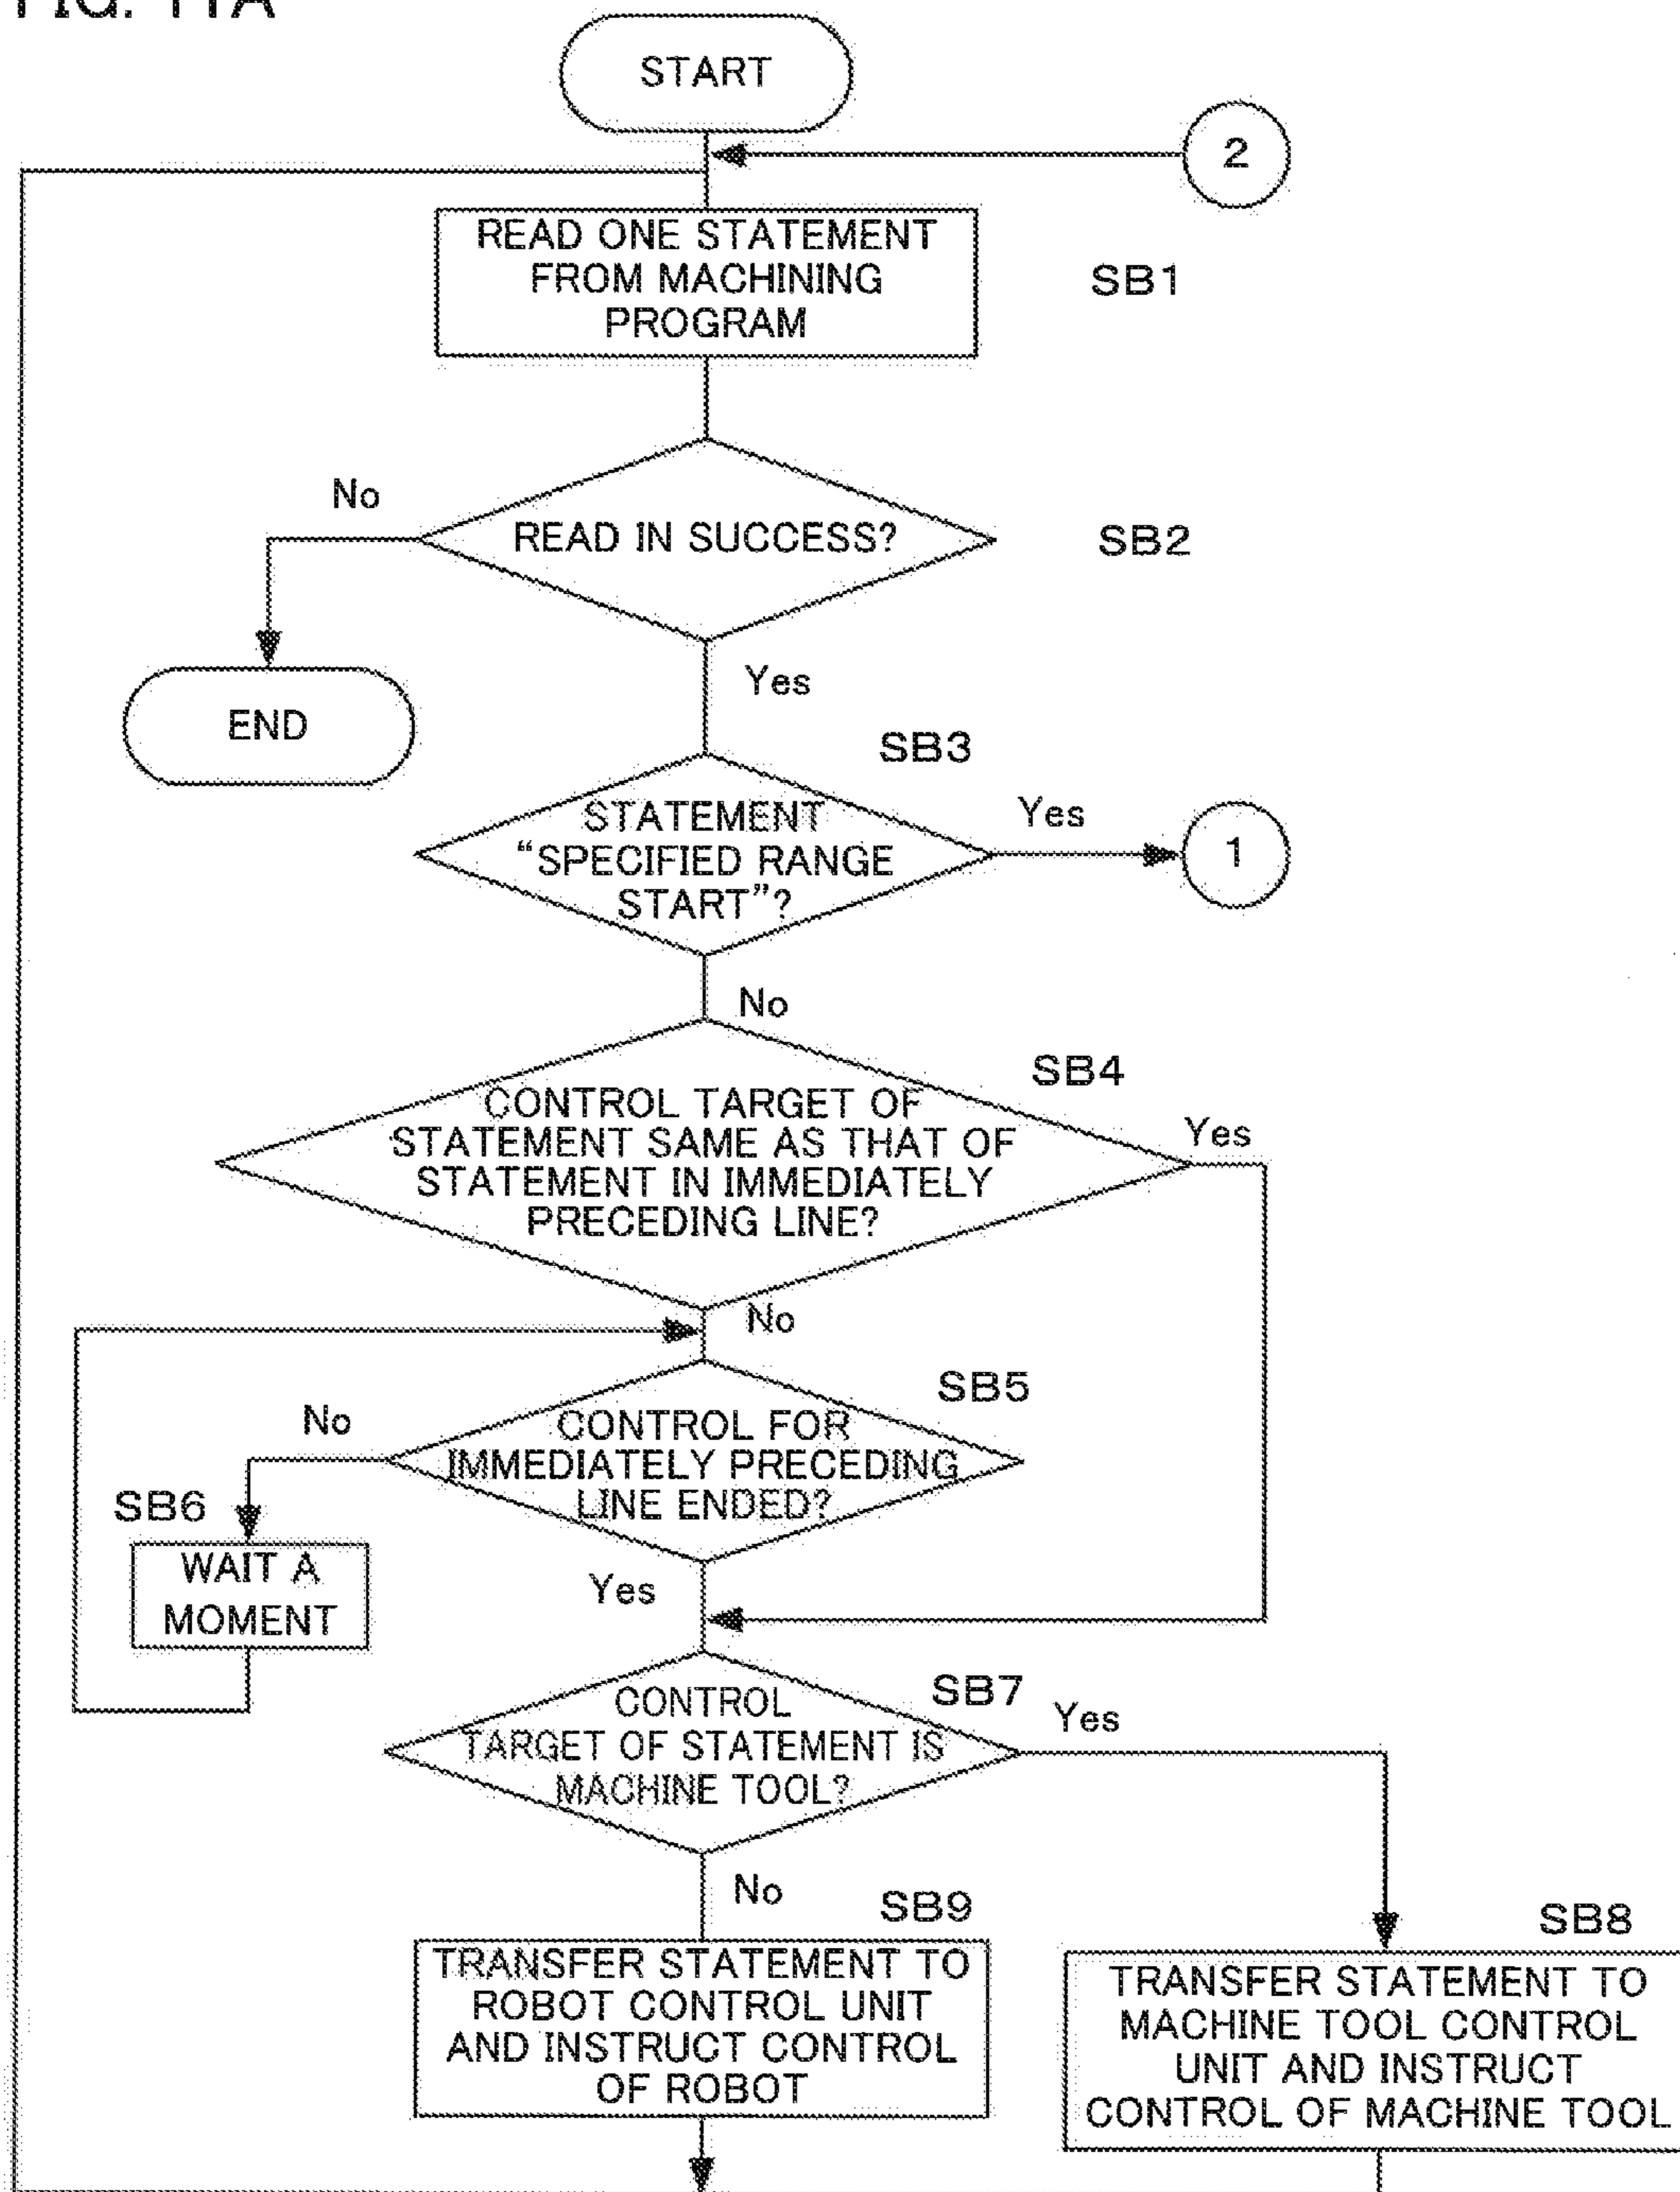 FIG. 11A
START
2
READ ONE STATEMENT
FROM MACHINING
PROGRAM
SB1
No
READ IN SUCCESS?
SB2
Yes
END
SB3
STATEMENT
“SPECIFIED RANGE
START”?
Yes
1
No
SB4
CONTROL TARGET OF
STATEMENT SAME AS THAT OF
STATEMENT IN IMMEDIATELY
PRECEDING LINE?
Yes
No
SB5
No
CONTROL FOR
IMMEDIATELY PRECEDING
LINE ENDED?
SB6
WAIT A
MOMENT
Yes
SB7
CONTROL
TARGET OF STATEMENT IS
MACHINE TOOL?
Yes
No
SB9
TRANSFER STATEMENT TO
ROBOT CONTROL UNIT
AND INSTRUCT CONTROL
OF ROBOT
SB8
TRANSFER STATEMENT TO
MACHINE TOOL CONTROL
UNIT AND INSTRUCT
CONTROL OF MACHINE TOOL